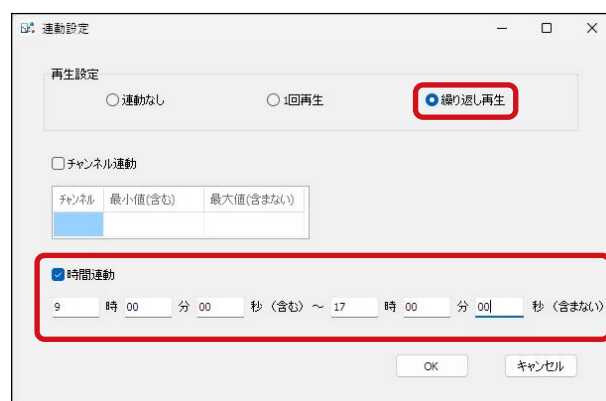 連動設定
再生設定
連動なし 1回再生 繰り返し再生
チャンネル連動
チャンネル 最小値(含む) 最大値(含まない)
時間連動
9 時 00 分 00 秒 (含む) ～ 17 時 00 分 00 秒 (含まない)
OK キャンセル